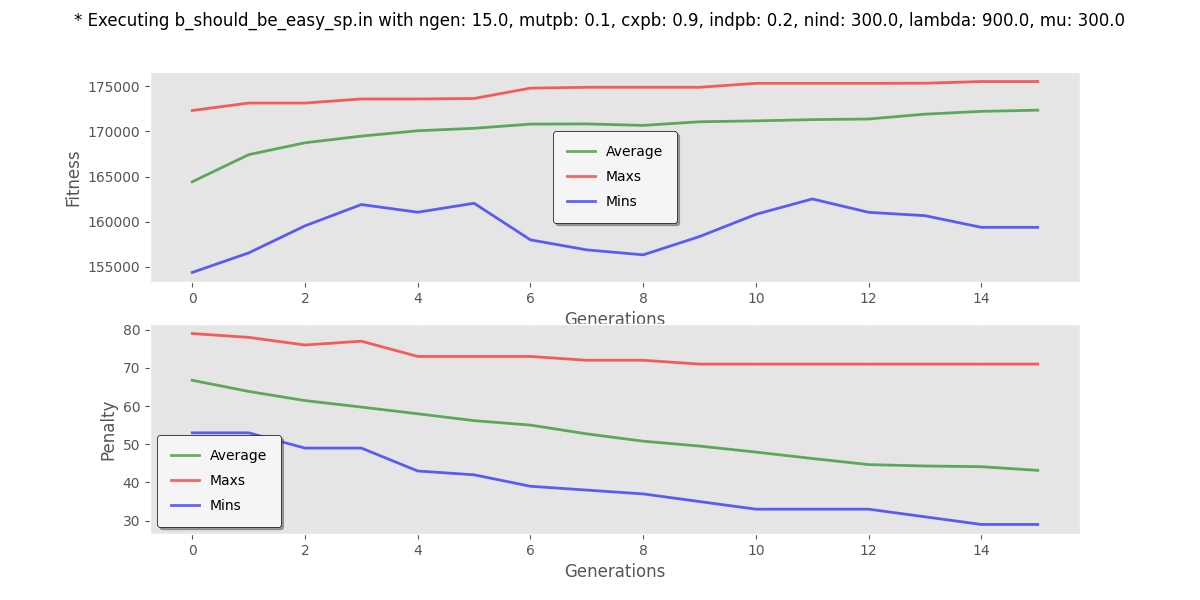 * Executing b_should_be_easy_sp.in with ngen: 15.0, mutpb: 0.1, cxpb: 0.9, indpb: 0.2, nind: 300.0, lambda: 900.0, mu: 300.0
175000
170000
165000
160000
155000
Fitness
Average
Maxs
Mins
0 2 4 6 8 10 12 14
Generations
80
70
60
50
40
30
Penalty
Average
Maxs
Mins
0 2 4 6 8 10 12 14
Generations